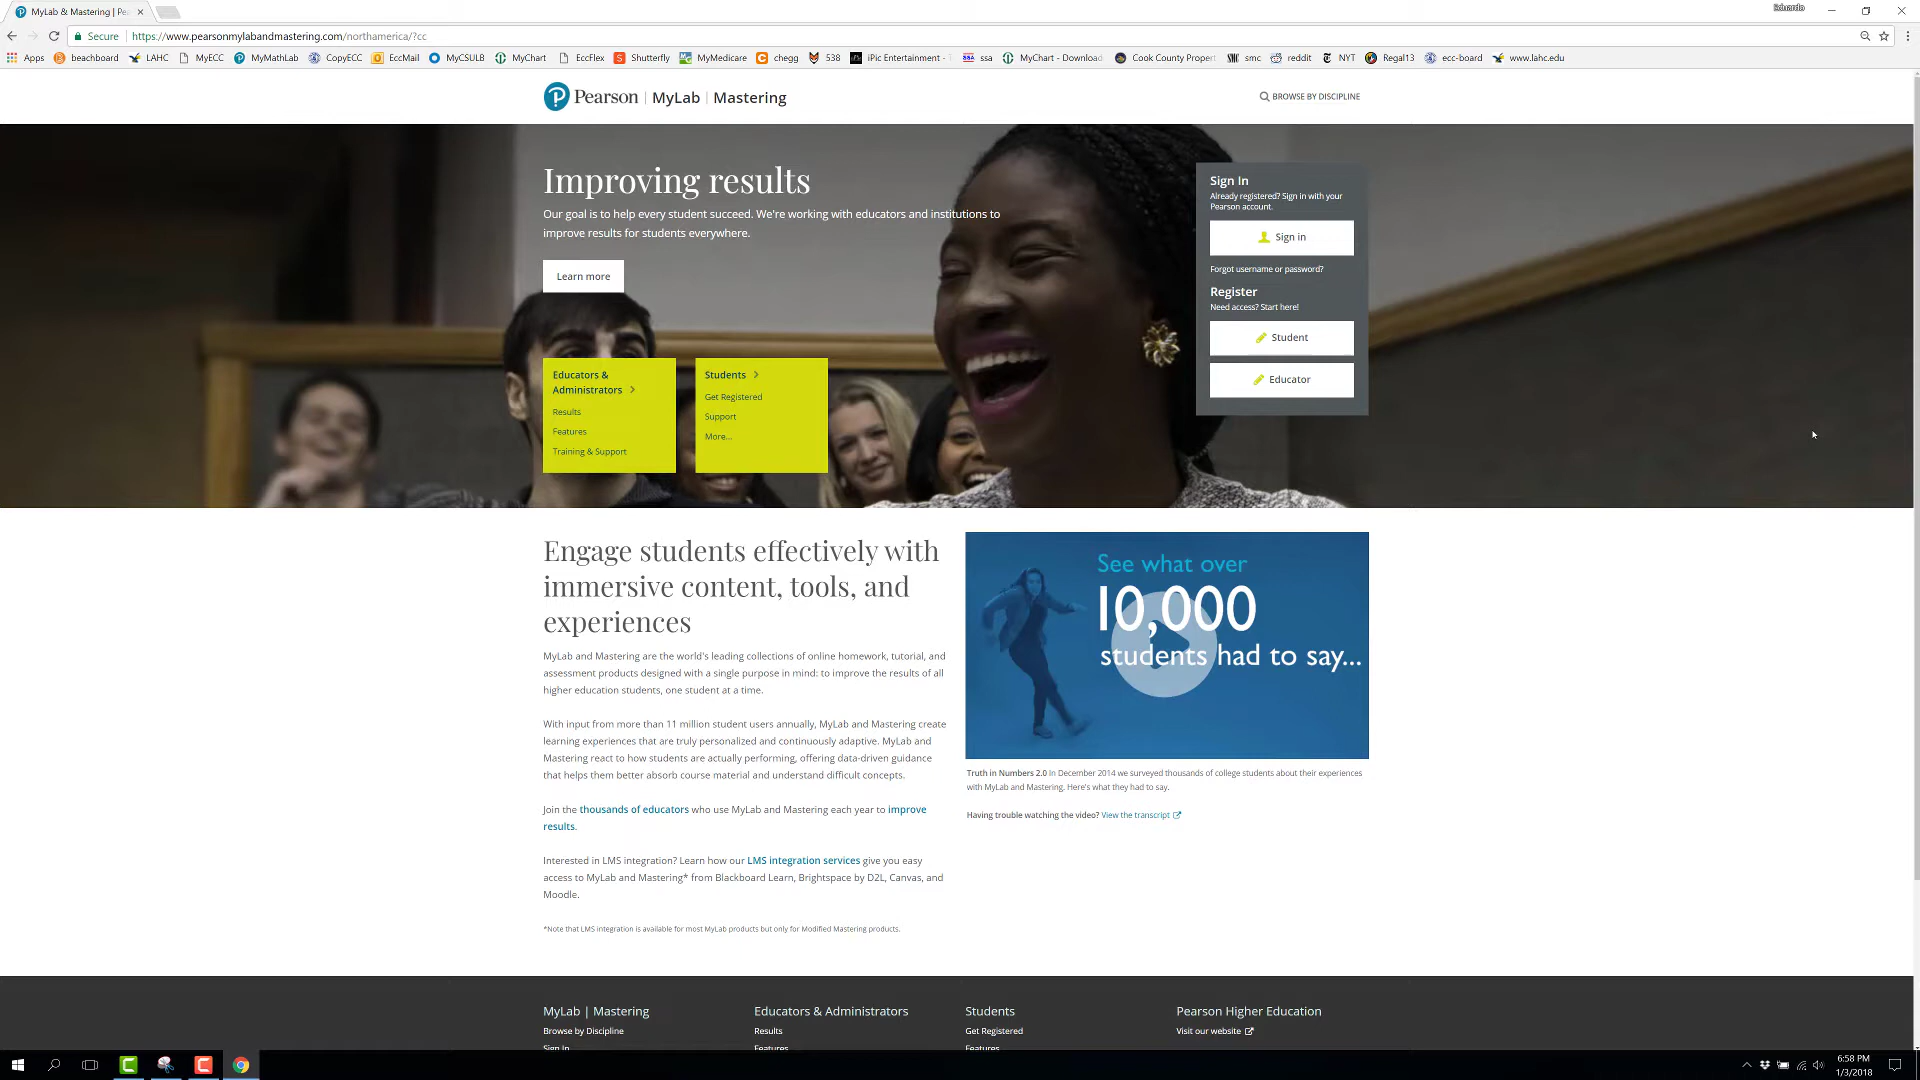 MyLab & Mastering | Pe
Eduardo
Secure
https://www.pearsonmylabandmastering.com/northamerica/?cc
Apps beachboard LAHC MyECC MyMathLab CopyECC EccMail MyCSULB MyChart EccFlex Shutterfly MyMedicare chegg 538 iPic Entertainment - ssa MyChart - Download Cook County Propert smc reddit NYT Regal13 ecc-board www.lahc.edu
Pearson | MyLab | Mastering
BROWSE BY DISCIPLINE
Improving results
Our goal is to help every student succeed. We're working with educators and institutions to
improve results for students everywhere.
Learn more
Educators &
Administrators
Results
Features
Training & Support
Students
Get Registered
Support
More...
Sign In
Already registered? Sign in with your
Pearson account.
Sign in
Forgot username or password?
Register
Need access? Start here!
Student
Educator
Engage students effectively with
immersive content, tools, and
experiences
MyLab and Mastering are the world's leading collections of online homework, tutorial, and
assessment products designed with a single purpose in mind: to improve the results of all
higher education students, one student at a time.
With input from more than 11 million student users annually, MyLab and Mastering create
learning experiences that are truly personalized and continuously adaptive. MyLab and
Mastering react to how students are actually performing, offering data-driven guidance
that helps them better absorb course material and understand difficult concepts.
Join the thousands of educators who use MyLab and Mastering each year to improve
results.
Interested in LMS integration? Learn how our LMS integration services give you easy
access to MyLab and Mastering* from Blackboard Learn, Brightspace by D2L, Canvas, and
Moodle.
*Note that LMS integration is available for most MyLab products but only for Modified Mastering products.
See what over
10,000
students had to say...
Truth in Numbers 2.0 In December 2014 we surveyed thousands of college students about their experiences
with MyLab and Mastering. Here's what they had to say.
Having trouble watching the video? View the transcript
MyLab | Mastering
Browse by Discipline
Sign In
Educators & Administrators
Results
Features
Students
Get Registered
Features
Pearson Higher Education
Visit our website
6:58 PM
1/3/2018